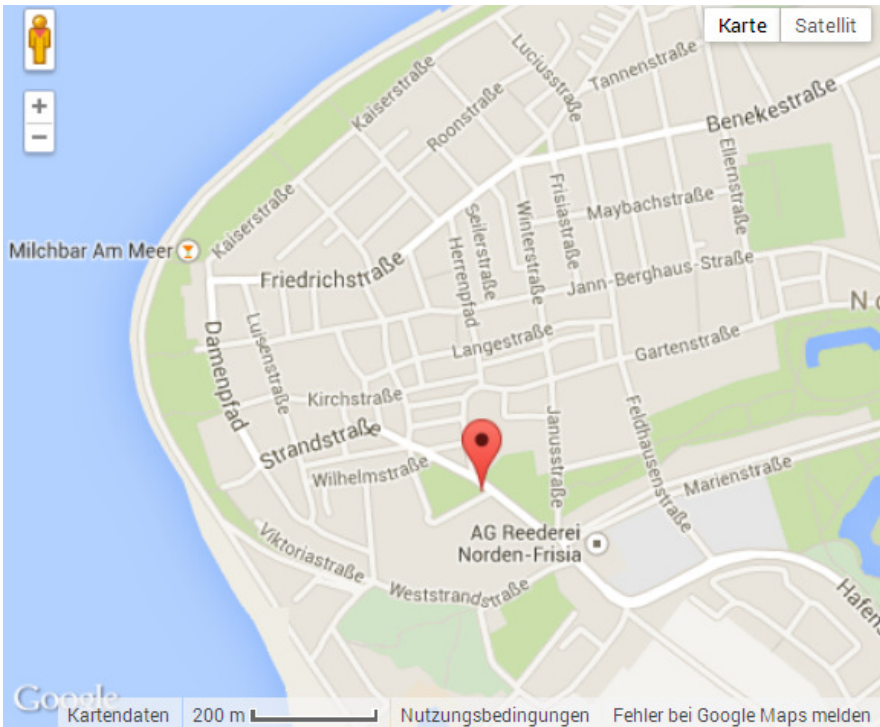 Karte
Satellit
+
−
Luciusstraße
Tannenstraße
Kaiserstraße
Roonstraße
Benekestraße
Ellernstraße
Frisiastraße
Maybachstraße
Kaiserstraße
Seilerstraße
Winterstraße
Herrenpfad
Milchbar Am Meer
Friedrichstraße
Jann-Berghaus-Straße
Luisenstraße
Damenpfad
Langestraße
Gartenstraße
Kirchstraße
Strandstraße
Janusstraße
Feldhausenstraße
Wilhelmstraße
Marienstraße
AG Reederei
Norden-Frisia
Viktoriastraße
Weststrandstraße
Google
Kartendaten
200 m
Nutzungsbedingungen
Fehler bei Google Maps melden